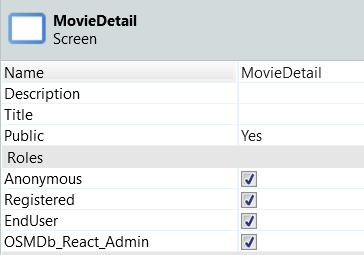 MovieDetail
Screen
Name MovieDetail
Description
Title
Public Yes
Roles
Anonymous
Registered
EndUser
OSMDb_React_Admin